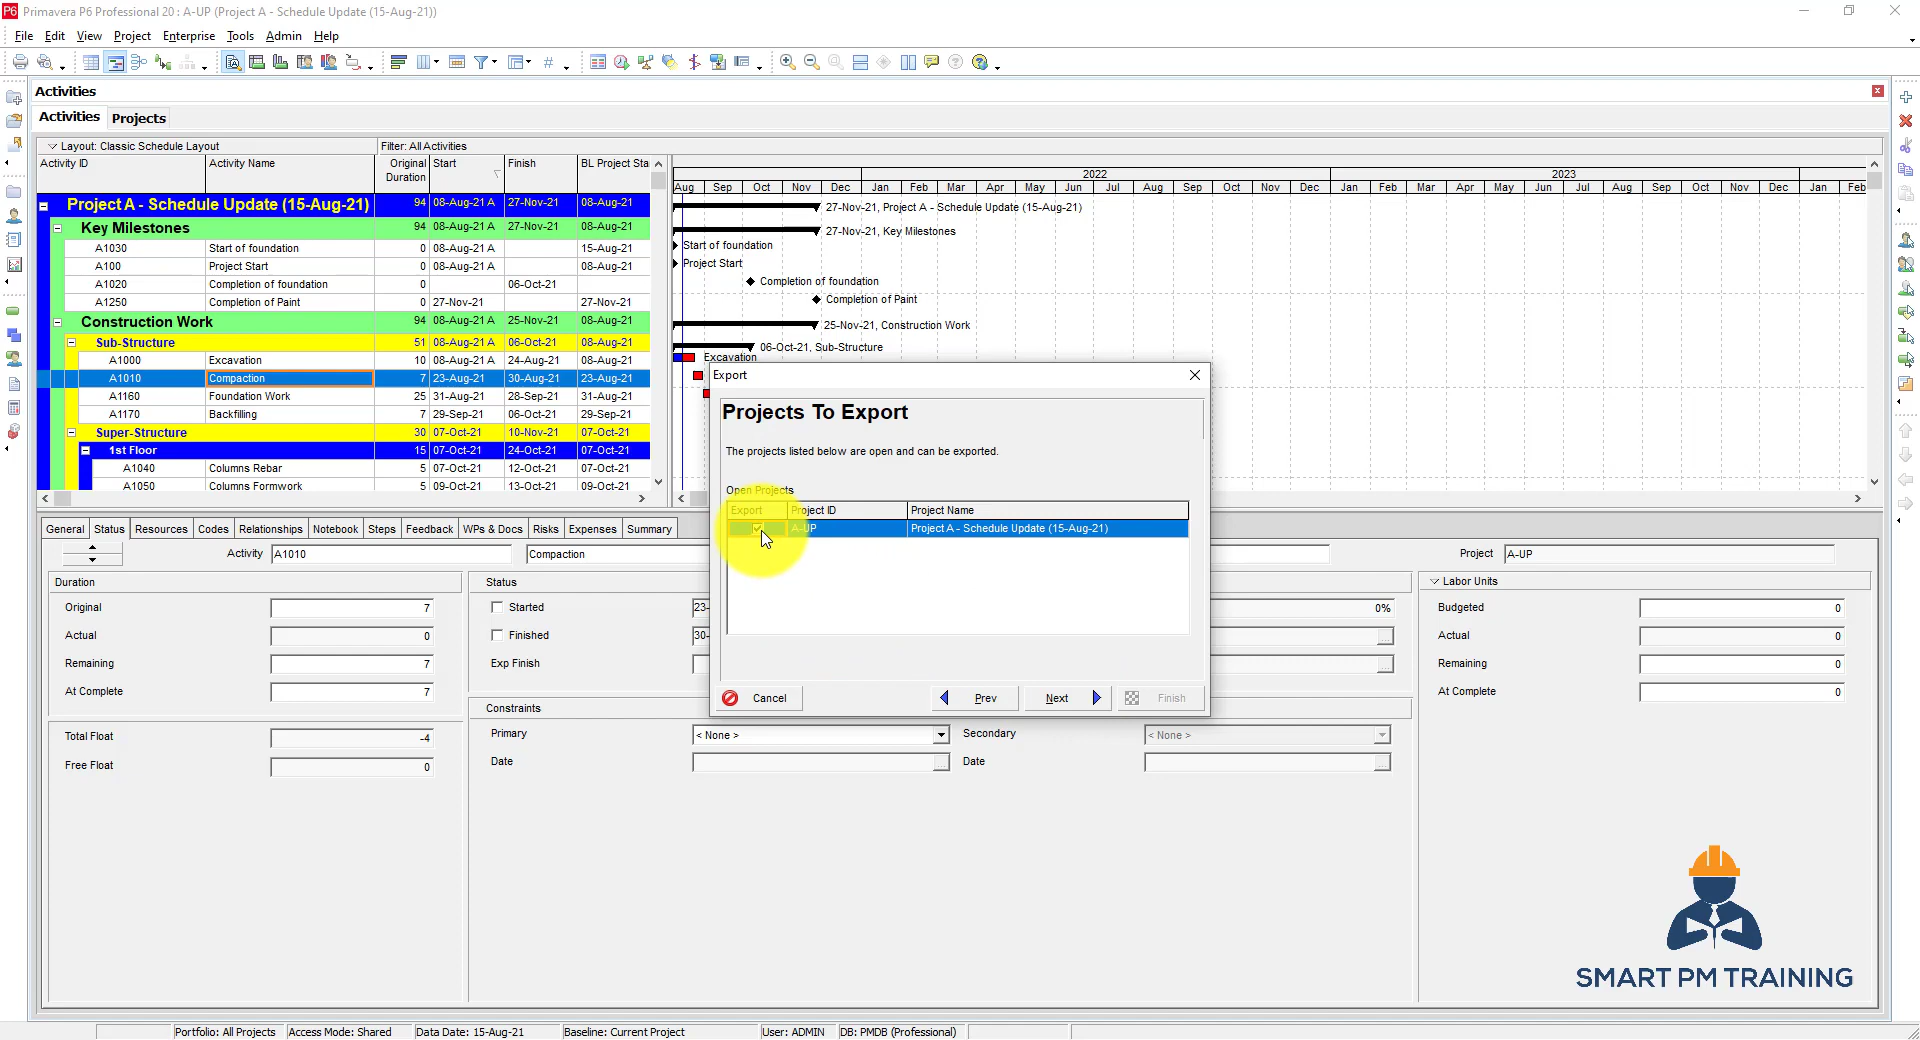 P6 Primavera P6 Professional 20 : A-UP (Project A - Schedule Update (15-Aug-21))
File Edit View Project Enterprise Tools Admin Help
Activities
Activities Projects
Layout: Classic Schedule Layout Filter: All Activities
Activity ID Activity Name Original Duration Start Finish BL Project Sta
2022 2023
Aug Sep Oct Nov Dec Jan Feb Mar Apr May Jun Jul Aug Sep Oct Nov Dec Jan Feb Mar Apr May Jun Jul Aug Sep Oct Nov Dec Jan Feb
Project A - Schedule Update (15-Aug-21) 94 08-Aug-21 A 27-Nov-21 08-Aug-21 27-Nov-21, Project A - Schedule Update (15-Aug-21)
Key Milestones 94 08-Aug-21 A 27-Nov-21 08-Aug-21 27-Nov-21, Key Milestones
A1030 Start of foundation 0 08-Aug-21 A 15-Aug-21 Start of foundation
A100 Project Start 0 08-Aug-21 A 08-Aug-21 Project Start
A1020 Completion of foundation 0 06-Oct-21 Completion of foundation
A1250 Completion of Paint 0 27-Nov-21 27-Nov-21 Completion of Paint
Construction Work 94 08-Aug-21 A 25-Nov-21 08-Aug-21 25-Nov-21, Construction Work
Sub-Structure 51 08-Aug-21 A 06-Oct-21 08-Aug-21 06-Oct-21, Sub-Structure
A1000 Excavation 10 08-Aug-21 A 24-Aug-21 08-Aug-21 Excavation
A1010 Compaction 7 23-Aug-21 30-Aug-21 23-Aug-21
A1160 Foundation Work 25 31-Aug-21 28-Sep-21 31-Aug-21
A1170 Backfilling 7 29-Sep-21 06-Oct-21 29-Sep-21
Super-Structure 30 07-Oct-21 10-Nov-21 07-Oct-21
1st Floor 15 07-Oct-21 24-Oct-21 07-Oct-21
A1040 Columns Rebar 5 07-Oct-21 12-Oct-21 07-Oct-21
A1050 Columns Formwork 5 09-Oct-21 13-Oct-21 09-Oct-21
Export
Projects To Export
The projects listed below are open and can be exported.
Open Projects
Export Project ID Project Name
A-UP Project A - Schedule Update (15-Aug-21)
Cancel Prev Next Finish
General Status Resources Codes Relationships Notebook Steps Feedback WPs & Docs Risks Expenses Summary
Activity A1010 Compaction Project A-UP
Duration Status Labor Units
Original 7 Started 23- 0% Budgeted 0
Actual 0 Finished 30- Actual 0
Remaining 7 Exp Finish Remaining 0
At Complete 7 At Complete 0
Constraints
Total Float -4 Primary < None > Secondary < None >
Free Float 0 Date Date
SMART PM TRAINING
Portfolio: All Projects Access Mode: Shared Data Date: 15-Aug-21 Baseline: Current Project User: ADMIN DB: PMDB (Professional)